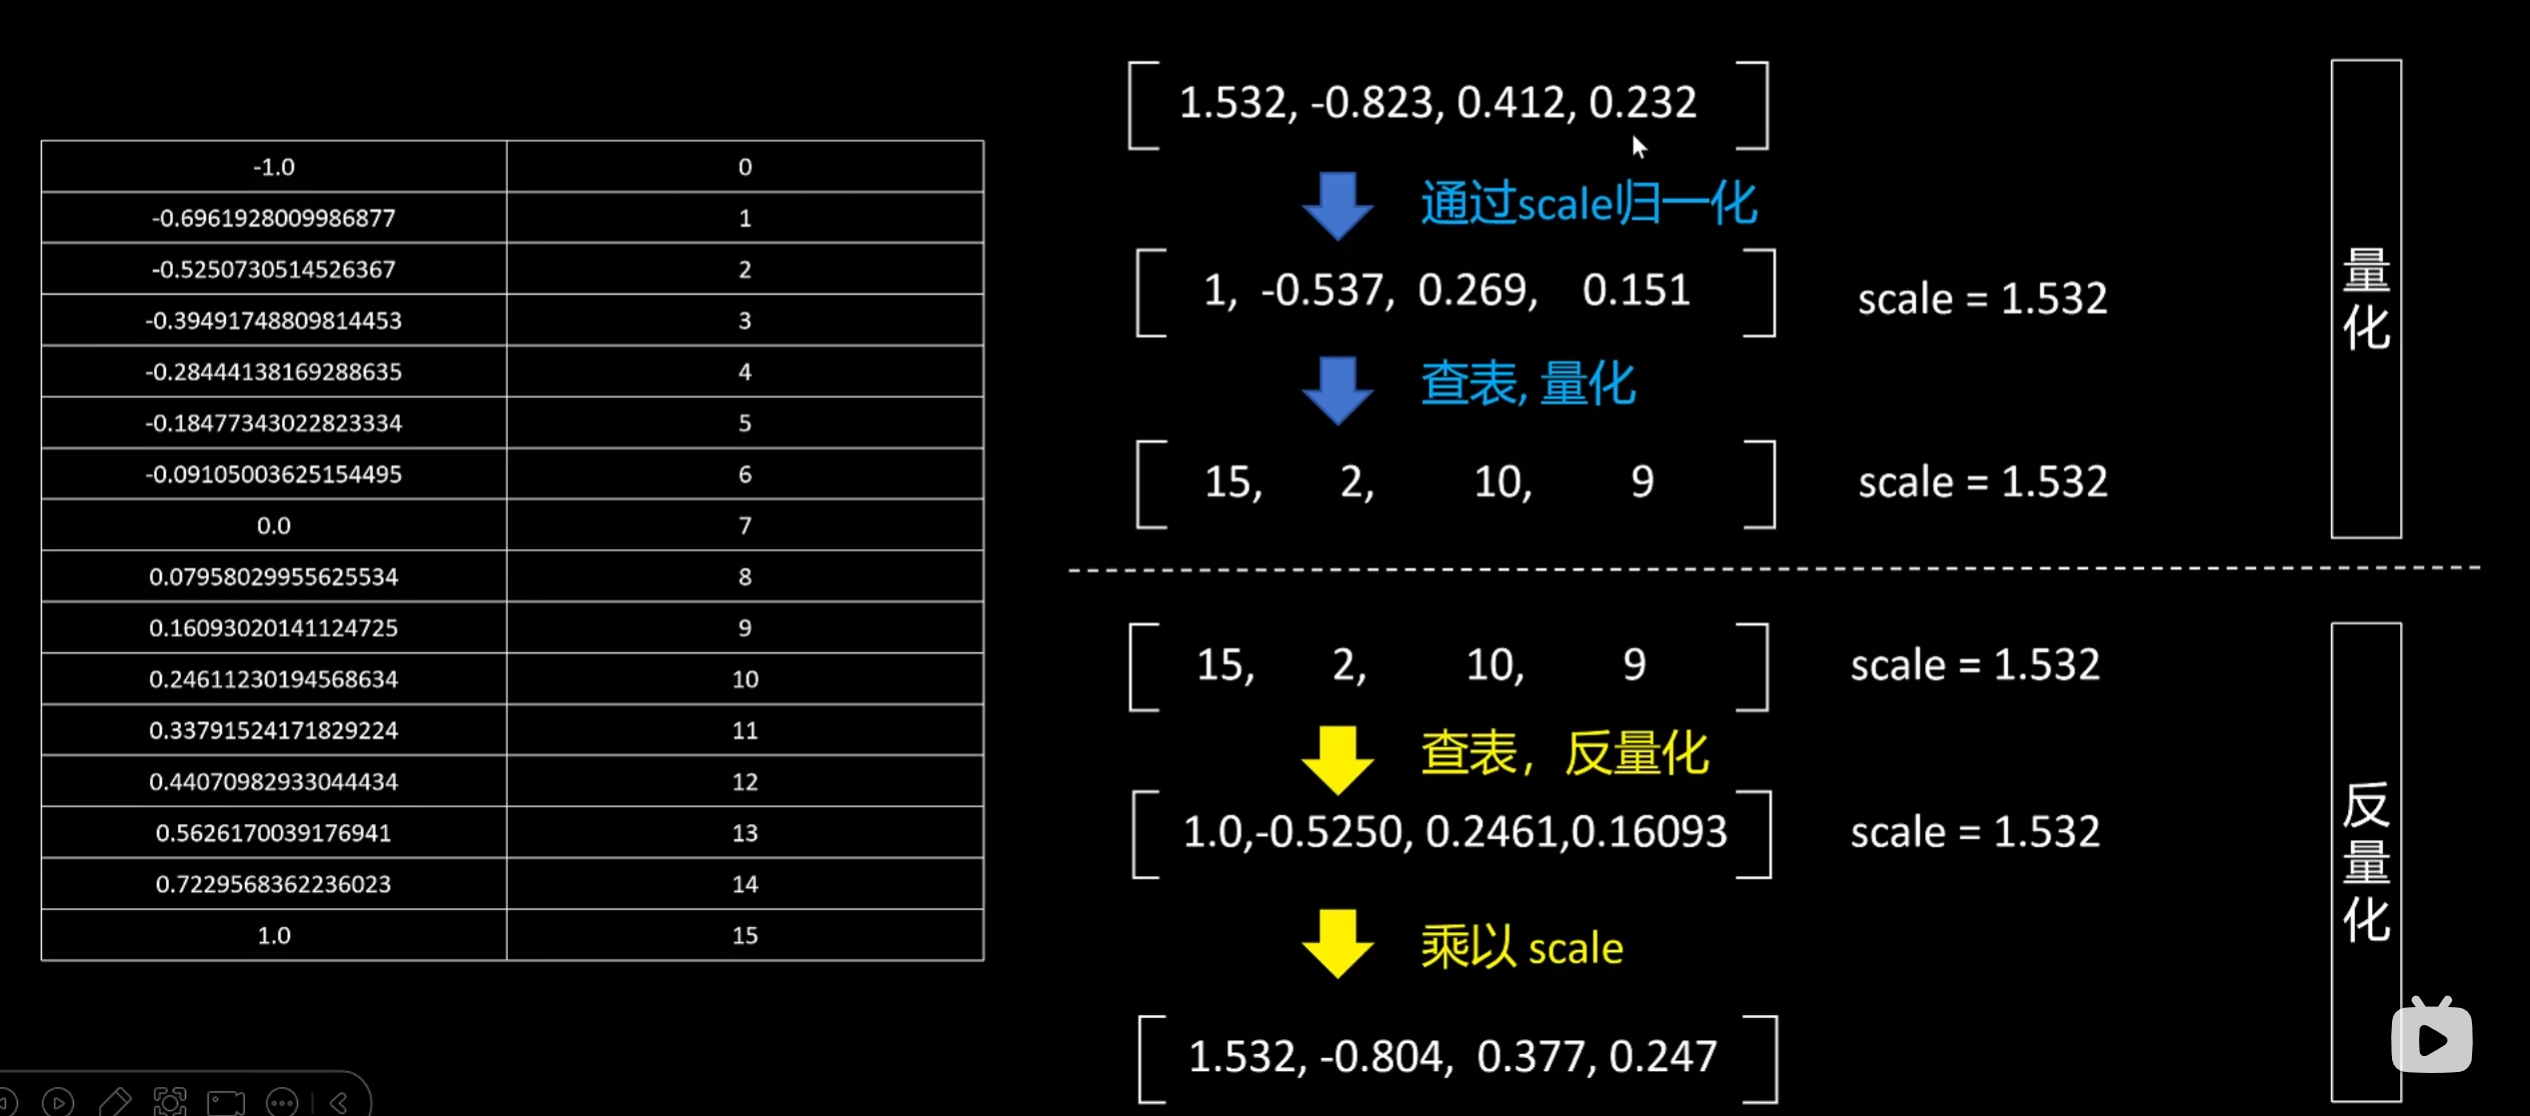 -1.0 0
-0.6961928009986877 1
-0.5250730514526367 2
-0.39491748809814453 3
-0.28444138169288635 4
-0.18477343022823334 5
-0.09105003625154495 6
0.0 7
0.07958029955625534 8
0.16093020141124725 9
0.24611230194568634 10
0.33791524171829224 11
0.44070982933044434 12
0.5626170039176941 13
0.7229568362236023 14
1.0 15
1.532, -0.823, 0.412, 0.232
通过scale归一化
1, -0.537, 0.269, 0.151 scale = 1.532
查表, 量化
15, 2, 10, 9 scale = 1.532
量化
15, 2, 10, 9 scale = 1.532
查表，反量化
1.0,-0.5250, 0.2461,0.16093 scale = 1.532
乘以 scale
1.532, -0.804, 0.377, 0.247
反量化